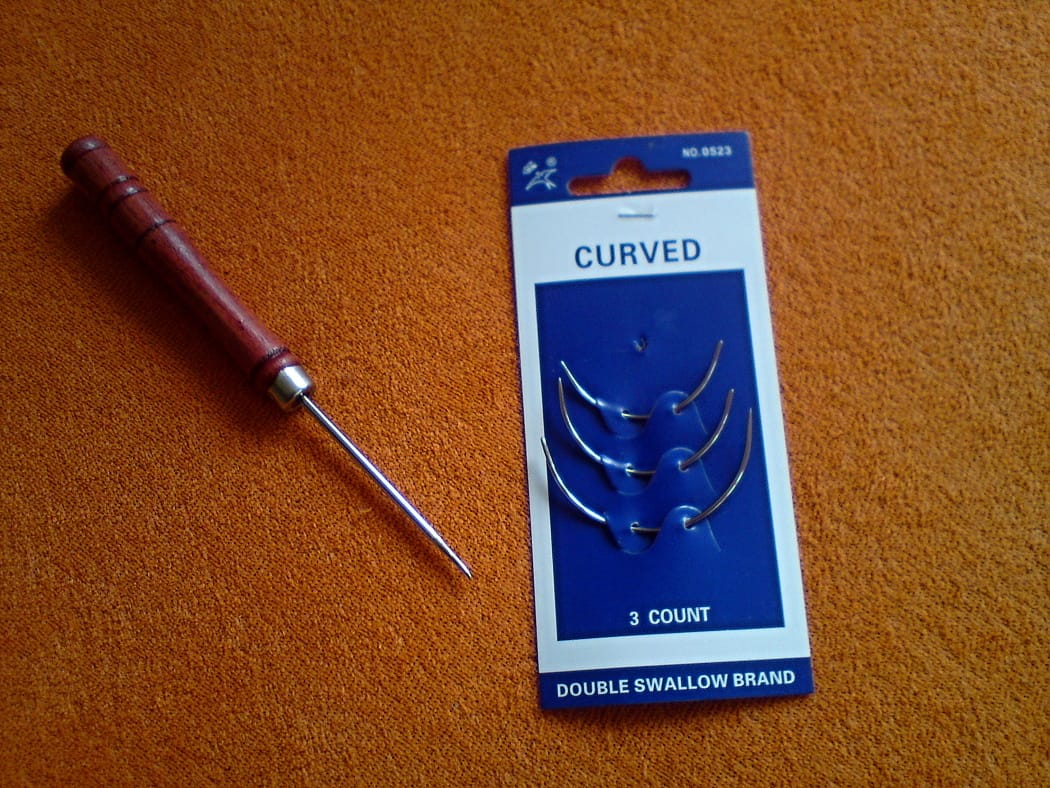 NO.0523
®
CURVED
3 COUNT
DOUBLE SWALLOW BRAND